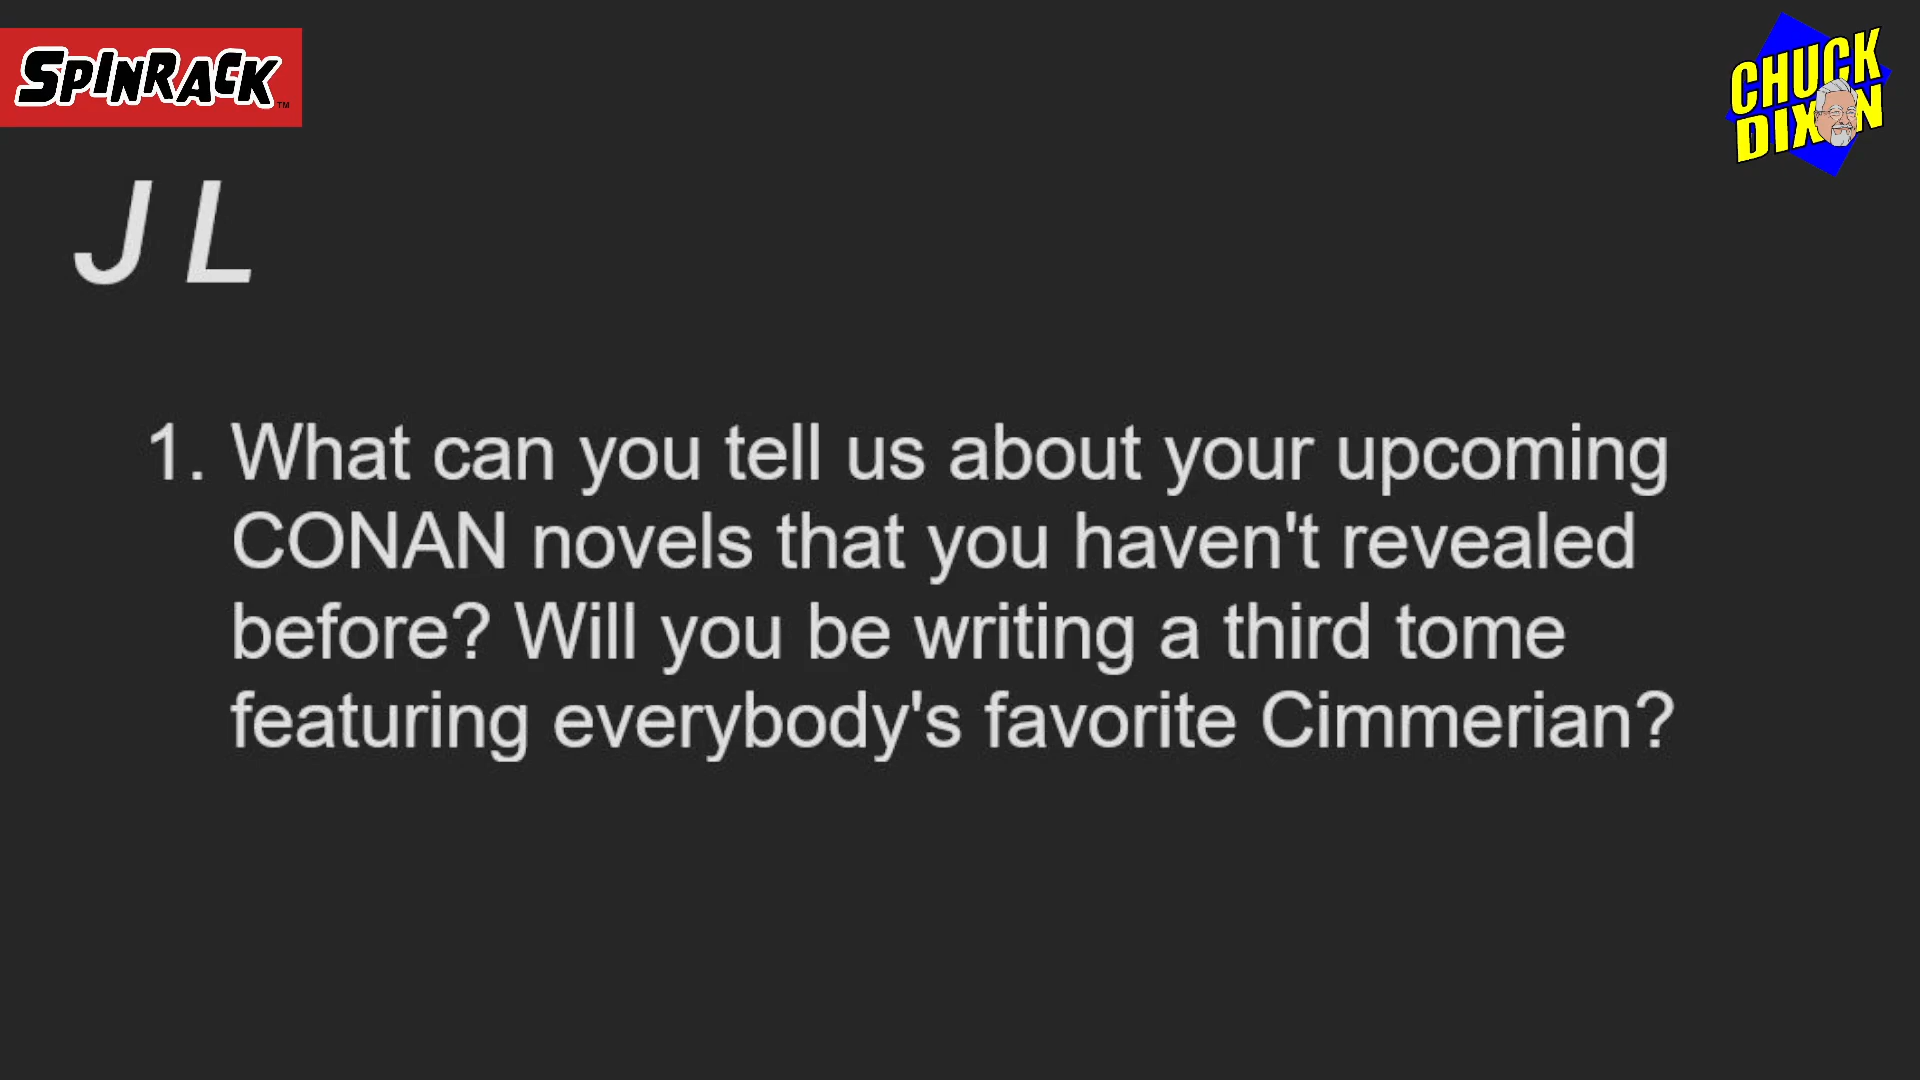 SPINRACK™
CHUCK
DIXON
J L
1. What can you tell us about your upcoming
CONAN novels that you haven't revealed
before? Will you be writing a third tome
featuring everybody's favorite Cimmerian?